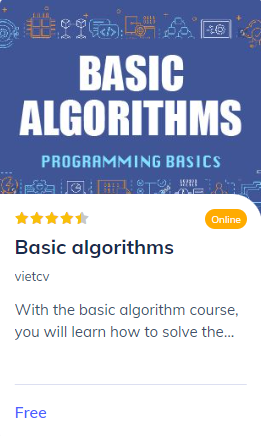 BASIC
ALGORITHMS
PROGRAMMING BASICS
Online
Basic algorithms
vietcv
With the basic algorithm course,
you will learn how to solve the...
Free